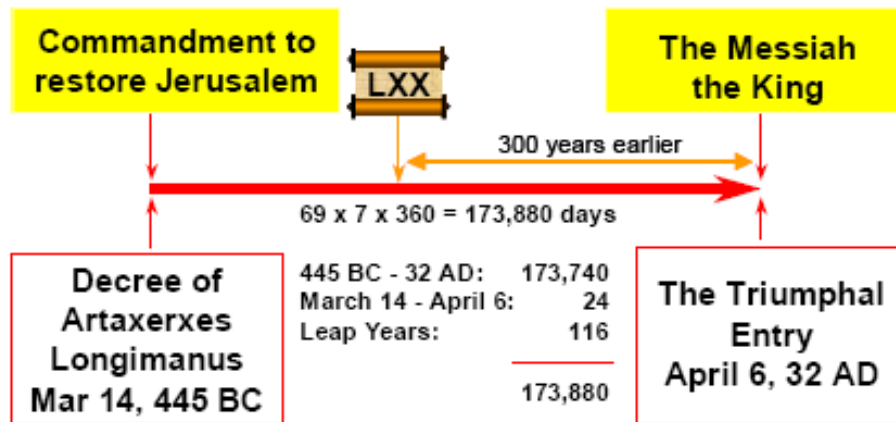 Commandment to
restore Jerusalem
LXX
The Messiah
the King
300 years earlier
69 x 7 x 360 = 173,880 days
Decree of
Artaxerxes
Longimanus
Mar 14, 445 BC
445 BC - 32 AD: 173,740
March 14 - April 6: 24
Leap Years: 116
173,880
The Triumphal
Entry
April 6, 32 AD